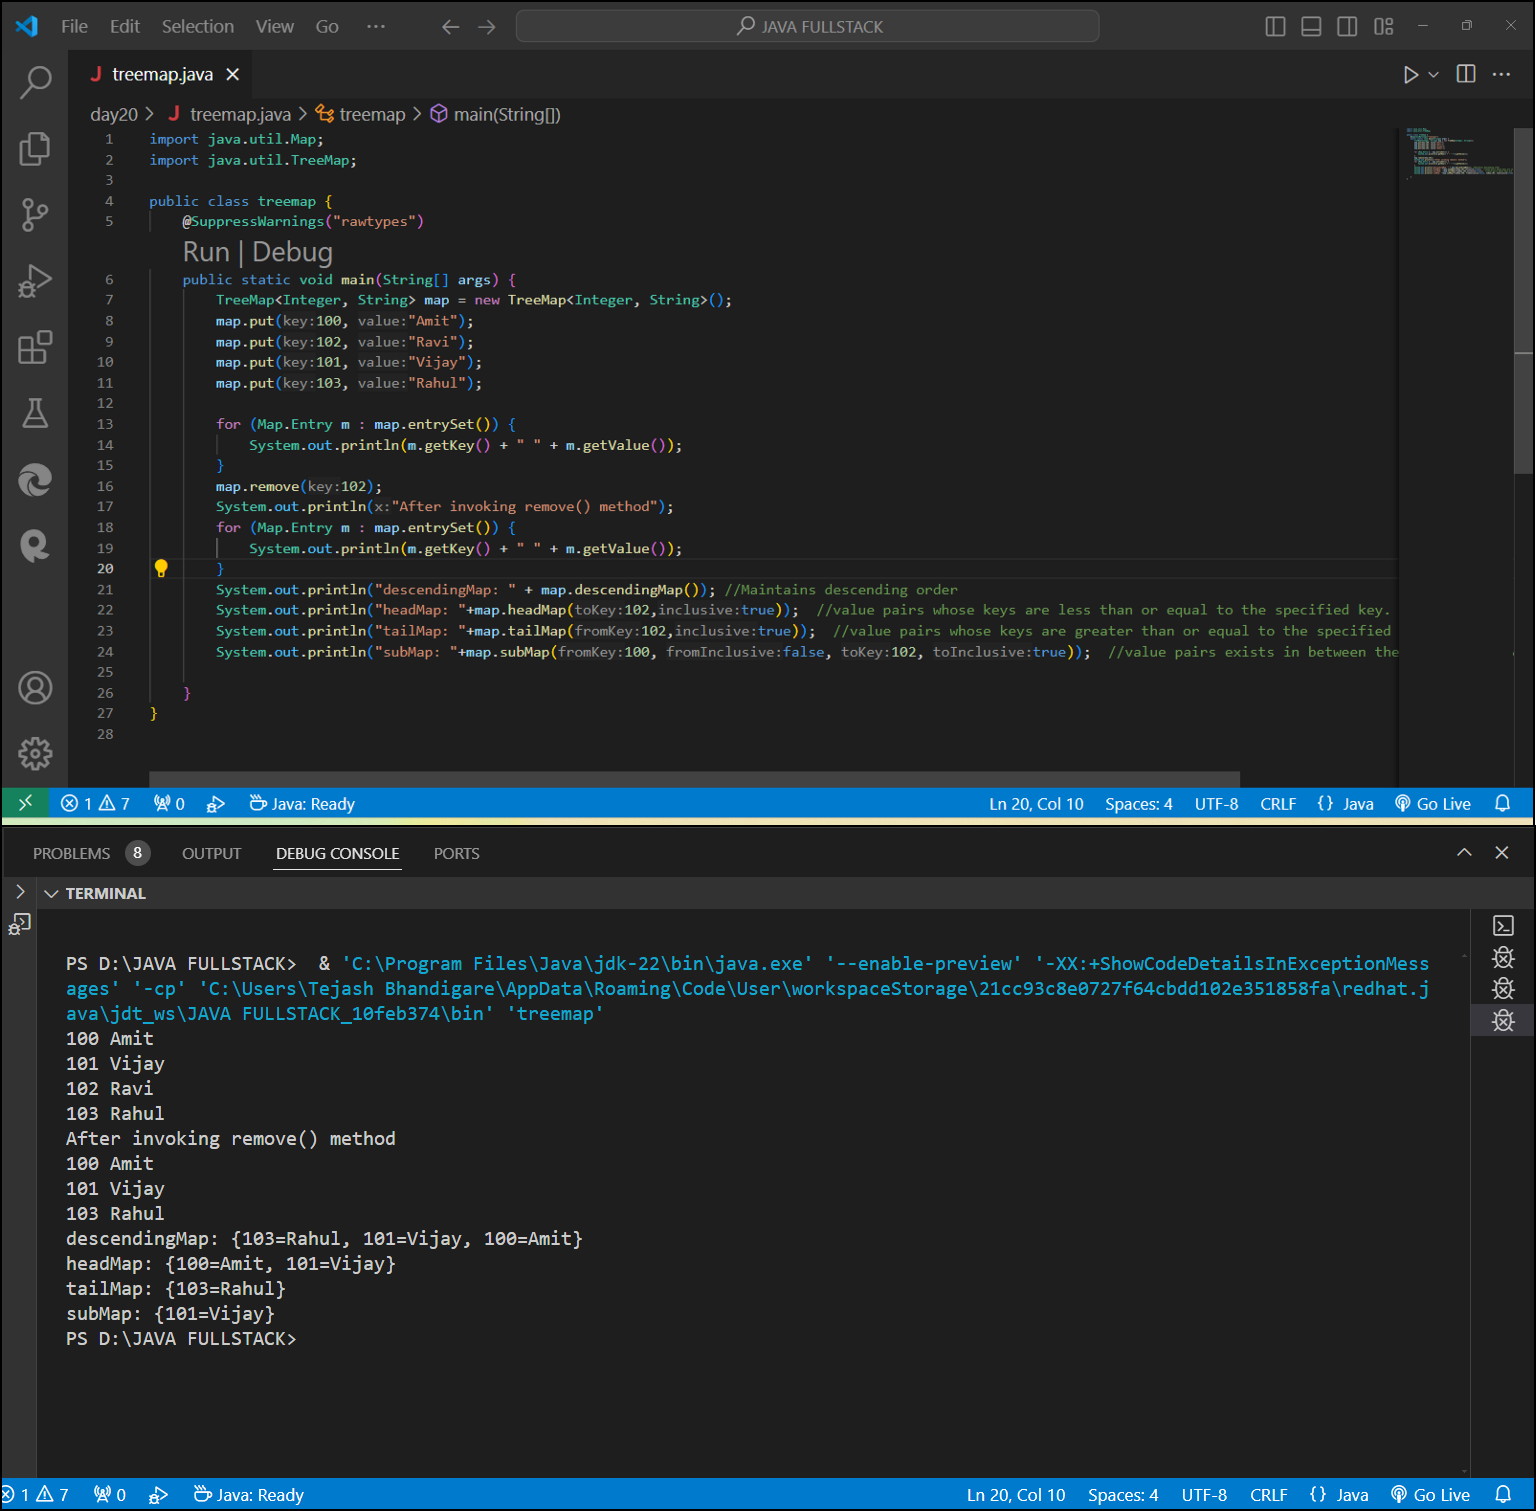 File Edit Selection View Go ··· JAVA FULLSTACK
J treemap.java
day20 > J treemap.java > treemap > main(String[])
1 import java.util.Map;
2 import java.util.TreeMap;
3
4 public class treemap {
5     @SuppressWarnings("rawtypes")
Run | Debug
6     public static void main(String[] args) {
7         TreeMap<Integer, String> map = new TreeMap<Integer, String>();
8         map.put(key:100, value:"Amit");
9         map.put(key:102, value:"Ravi");
10         map.put(key:101, value:"Vijay");
11         map.put(key:103, value:"Rahul");
12
13         for (Map.Entry m : map.entrySet()) {
14             System.out.println(m.getKey() + " " + m.getValue());
15         }
16         map.remove(key:102);
17         System.out.println(x:"After invoking remove() method");
18         for (Map.Entry m : map.entrySet()) {
19             System.out.println(m.getKey() + " " + m.getValue());
20         }
21         System.out.println("descendingMap: " + map.descendingMap()); //Maintains descending order
22         System.out.println("headMap: "+map.headMap(toKey:102,inclusive:true));  //value pairs whose keys are less than or equal to the specified key.
23         System.out.println("tailMap: "+map.tailMap(fromKey:102,inclusive:true));  //value pairs whose keys are greater than or equal to the specified
24         System.out.println("subMap: "+map.subMap(fromKey:100, fromInclusive:false, toKey:102, toInclusive:true));  //value pairs exists in between the
25
26     }
27 }
28
1 7 0 Java: Ready Ln 20, Col 10 Spaces: 4 UTF-8 CRLF {} Java Go Live
PROBLEMS 8 OUTPUT DEBUG CONSOLE PORTS
TERMINAL
PS D:\JAVA FULLSTACK>  & 'C:\Program Files\Java\jdk-22\bin\java.exe' '--enable-preview' '-XX:+ShowCodeDetailsInExceptionMess
ages' '-cp' 'C:\Users\Tejash Bhandigare\AppData\Roaming\Code\User\workspaceStorage\21cc93c8e0727f64cbdd102e351858fa\redhat.j
ava\jdt_ws\JAVA FULLSTACK_10feb374\bin' 'treemap'
100 Amit
101 Vijay
102 Ravi
103 Rahul
After invoking remove() method
100 Amit
101 Vijay
103 Rahul
descendingMap: {103=Rahul, 101=Vijay, 100=Amit}
headMap: {100=Amit, 101=Vijay}
tailMap: {103=Rahul}
subMap: {101=Vijay}
PS D:\JAVA FULLSTACK>
1 7 0 Java: Ready Ln 20, Col 10 Spaces: 4 UTF-8 CRLF {} Java Go Live